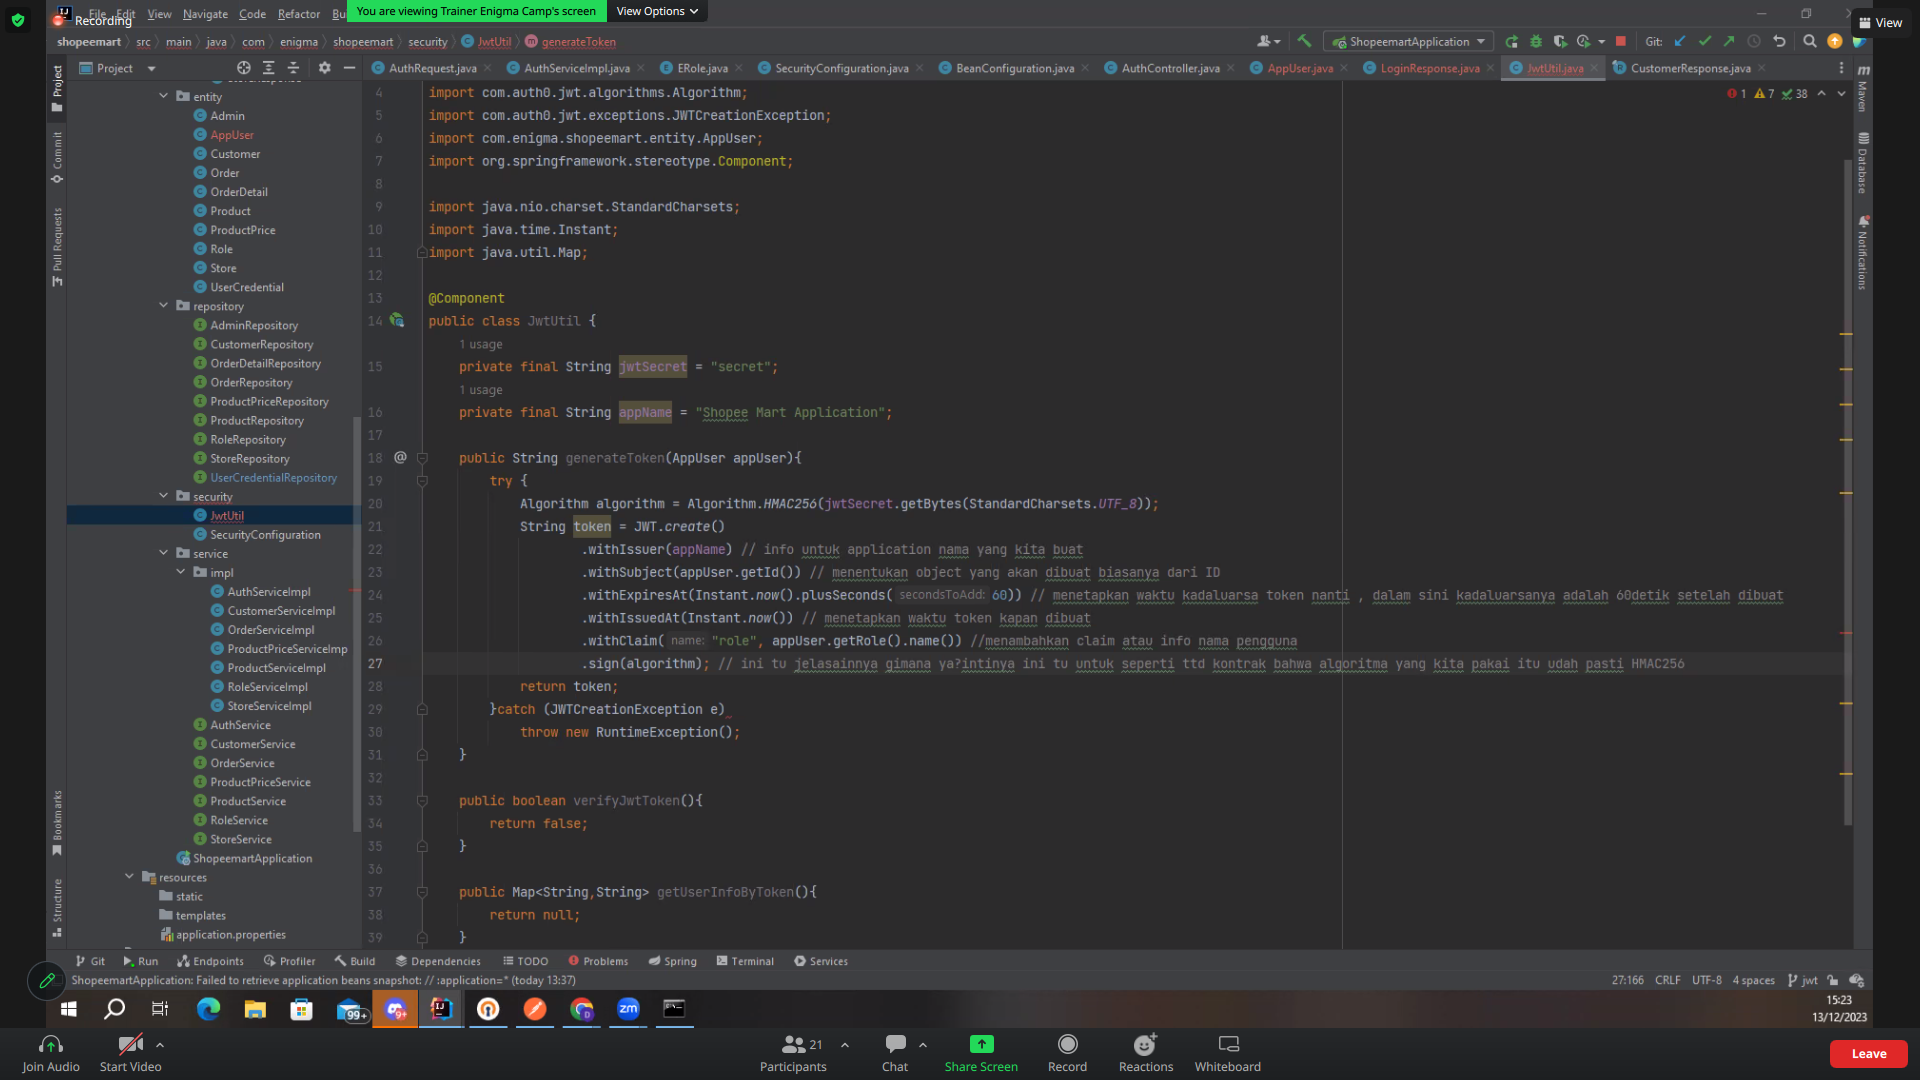 You are viewing Trainer Enigma Camp's screen View Options
Recording
File Edit View Navigate Code Refactor Bu
View
shopeemart src main java com enigma shopeemart security JwtUtil generateToken
ShopeemartApplication Git:
Project
AuthRequest.java AuthServiceImpl.java ERole.java SecurityConfiguration.java BeanConfiguration.java AuthController.java AppUser.java LoginResponse.java JwtUtil.java CustomerResponse.java
1 7 38
Project
Commit
Pull Requests
Bookmarks
Structure
Maven
Database
Notifications
entity
Admin
AppUser
Customer
Order
OrderDetail
Product
ProductPrice
Role
Store
UserCredential
repository
AdminRepository
CustomerRepository
OrderDetailRepository
OrderRepository
ProductPriceRepository
ProductRepository
RoleRepository
StoreRepository
UserCredentialRepository
security
JwtUtil
SecurityConfiguration
service
impl
AuthServiceImpl
CustomerServiceImpl
OrderServiceImpl
ProductPriceServiceImp
ProductServiceImpl
RoleServiceImpl
StoreServiceImpl
AuthService
CustomerService
OrderService
ProductPriceService
ProductService
RoleService
StoreService
ShopeemartApplication
resources
static
templates
application.properties
4 import com.auth0.jwt.algorithms.Algorithm;
5 import com.auth0.jwt.exceptions.JWTCreationException;
6 import com.enigma.shopeemart.entity.AppUser;
7 import org.springframework.stereotype.Component;
8
9 import java.nio.charset.StandardCharsets;
10 import java.time.Instant;
11 import java.util.Map;
12
13 @Component
14 public class JwtUtil {
1 usage
15 private final String jwtSecret = "secret";
1 usage
16 private final String appName = "Shopee Mart Application";
17
18 @ public String generateToken(AppUser appUser){
19 try {
20 Algorithm algorithm = Algorithm.HMAC256(jwtSecret.getBytes(StandardCharsets.UTF_8));
21 String token = JWT.create()
22 .withIssuer(appName) // info untuk application nama yang kita buat
23 .withSubject(appUser.getId()) // menentukan object yang akan dibuat biasanya dari ID
24 .withExpiresAt(Instant.now().plusSeconds( secondsToAdd: 60)) // menetapkan waktu kadaluarsa token nanti , dalam sini kadaluarsanya adalah 60detik setelah dibuat
25 .withIssuedAt(Instant.now()) // menetapkan waktu token kapan dibuat
26 .withClaim( name: "role", appUser.getRole().name()) //menambahkan claim atau info nama pengguna
27 .sign(algorithm); // ini tu jelasainnya gimana ya?intinya ini tu untuk seperti ttd kontrak bahwa algoritma yang kita pakai itu udah pasti HMAC256
28 return token;
29 }catch (JWTCreationException e)
30 throw new RuntimeException();
31 }
32
33 public boolean verifyJwtToken(){
34 return false;
35 }
36
37 public Map<String,String> getUserInfoByToken(){
38 return null;
39 }
Git Run Endpoints Profiler Build Dependencies TODO Problems Spring Terminal Services
ShopeemartApplication: Failed to retrieve application beans snapshot: // :application=* (today 13:37)
27:166 CRLF UTF-8 4 spaces jwt
99+ 9+ IJ D zm
15:23
13/12/2023
Join Audio Start Video Participants 21 Chat Share Screen Record Reactions Whiteboard Leave